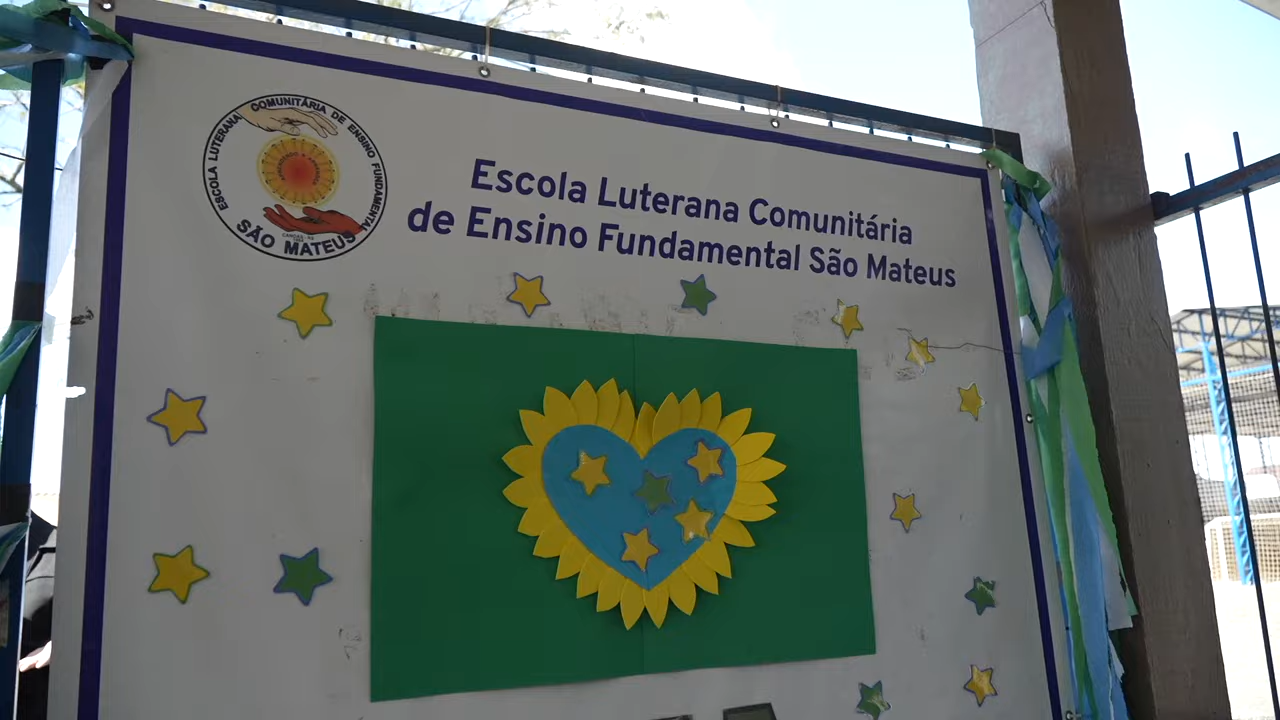 ESCOLA LUTERANA COMUNITÁRIA DE ENSINO FUNDAMENTAL
SÃO MATEUS
Escola Luterana Comunitária
de Ensino Fundamental São Mateus